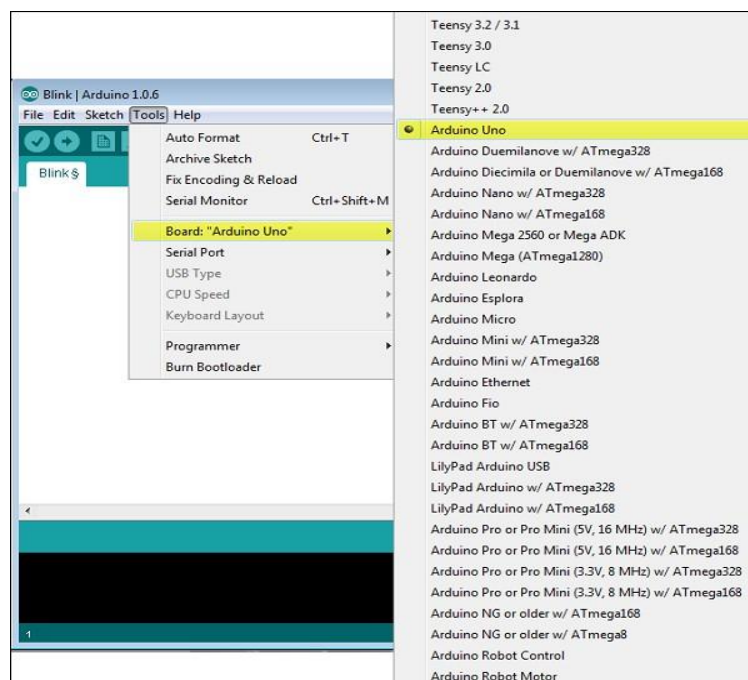 Blink | Arduino 1.0.6
File Edit Sketch Tools Help
Blink §
Auto Format Ctrl+T
Archive Sketch
Fix Encoding & Reload
Serial Monitor Ctrl+Shift+M
Board: "Arduino Uno"
Serial Port
USB Type
CPU Speed
Keyboard Layout
Programmer
Burn Bootloader
1
Teensy 3.2 / 3.1
Teensy 3.0
Teensy LC
Teensy 2.0
Teensy++ 2.0
Arduino Uno
Arduino Duemilanove w/ ATmega328
Arduino Diecimila or Duemilanove w/ ATmega168
Arduino Nano w/ ATmega328
Arduino Nano w/ ATmega168
Arduino Mega 2560 or Mega ADK
Arduino Mega (ATmega1280)
Arduino Leonardo
Arduino Esplora
Arduino Micro
Arduino Mini w/ ATmega328
Arduino Mini w/ ATmega168
Arduino Ethernet
Arduino Fio
Arduino BT w/ ATmega328
Arduino BT w/ ATmega168
LilyPad Arduino USB
LilyPad Arduino w/ ATmega328
LilyPad Arduino w/ ATmega168
Arduino Pro or Pro Mini (5V, 16 MHz) w/ ATmega328
Arduino Pro or Pro Mini (5V, 16 MHz) w/ ATmega168
Arduino Pro or Pro Mini (3.3V, 8 MHz) w/ ATmega328
Arduino Pro or Pro Mini (3.3V, 8 MHz) w/ ATmega168
Arduino NG or older w/ ATmega168
Arduino NG or older w/ ATmega8
Arduino Robot Control
Arduino Robot Motor